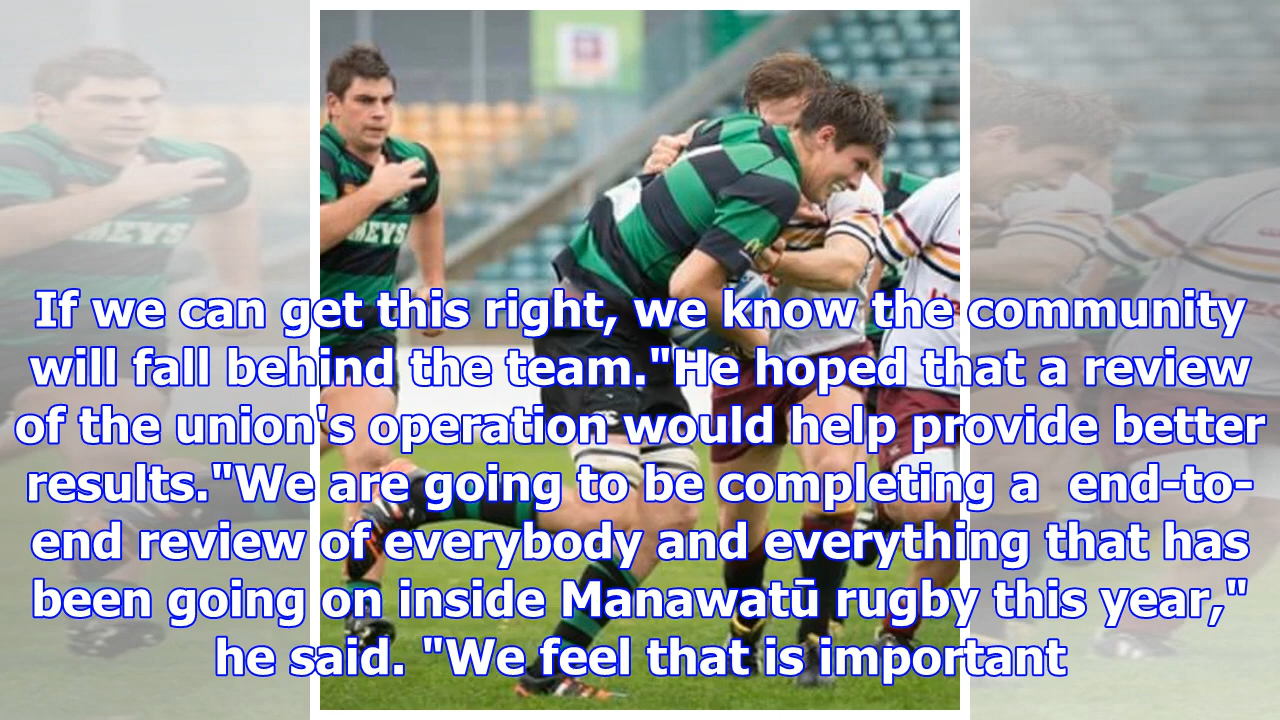 MEYS
If we can get this right, we know the community
will fall behind the team."He hoped that a review
of the union's operation would help provide better
results."We are going to be completing a  end-to-
end review of everybody and everything that has
been going on inside Manawatū rugby this year,"
he said. "We feel that is important